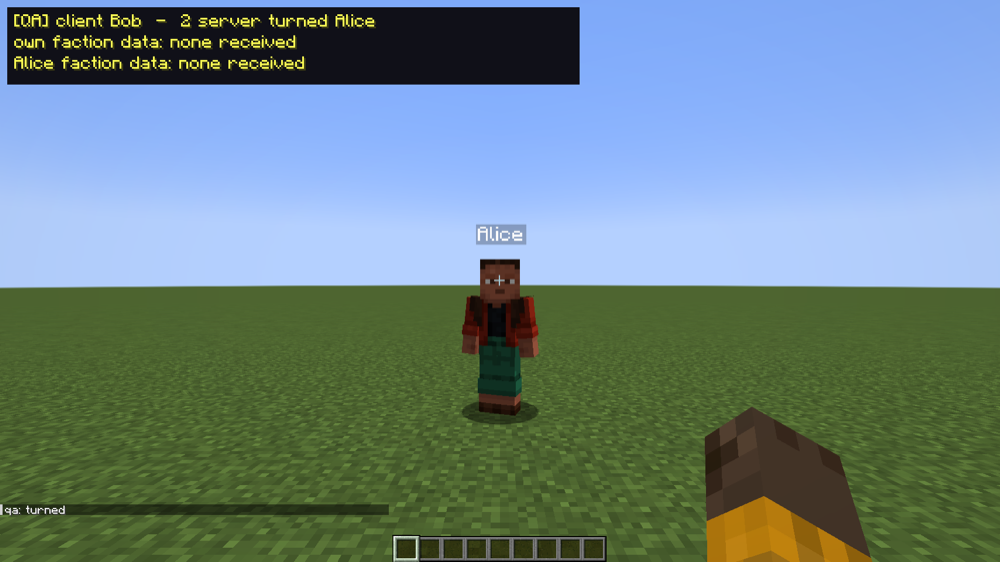 [QA] client Bob - 2 server turned Alice
own faction data: none received
Alice faction data: none received
Alice
qa: turned